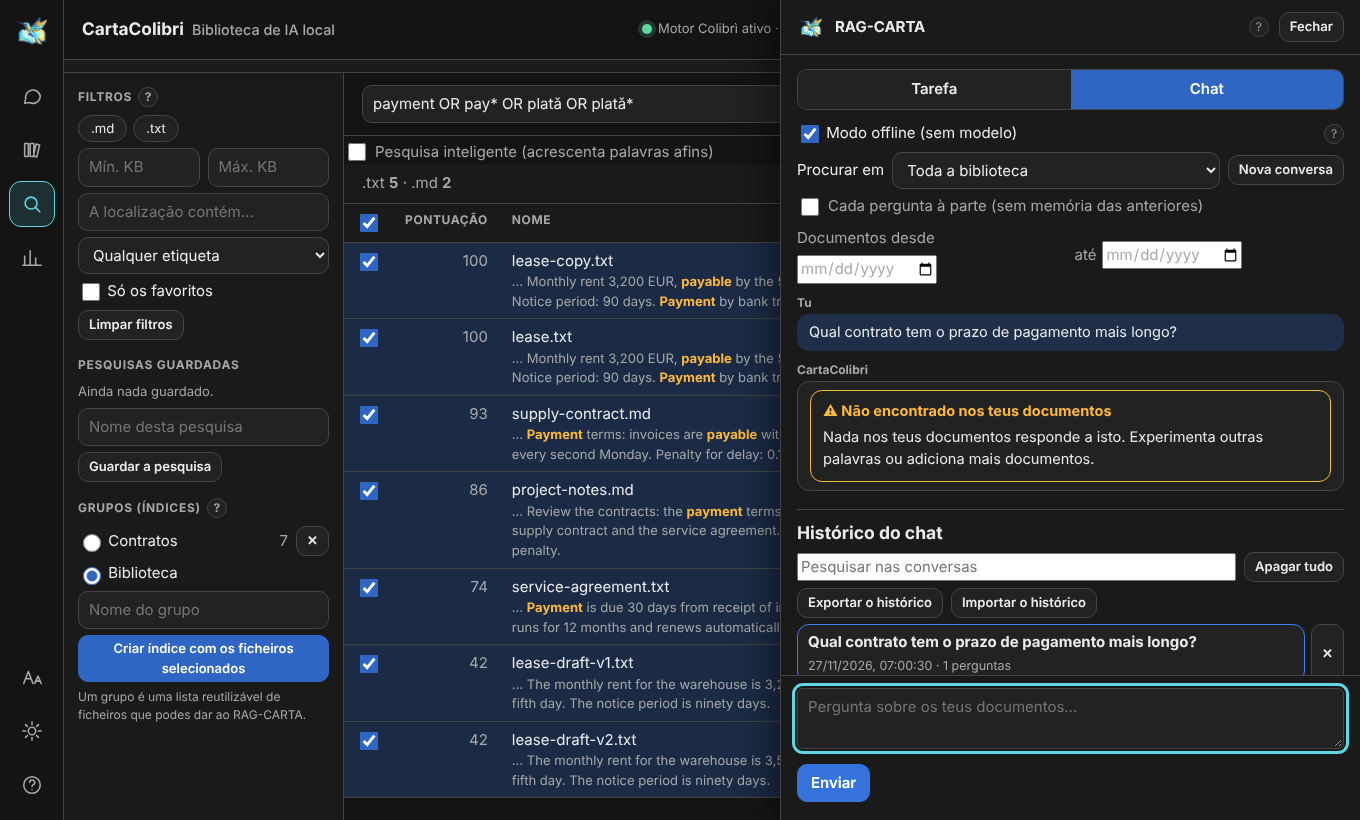 CartaColibri Biblioteca de IA local
Motor Colibrì ativo ·
FILTROS ?
.md .txt
Mín. KB Máx. KB
A localização contém…
Qualquer etiqueta
Só os favoritos
Limpar filtros
PESQUISAS GUARDADAS
Ainda nada guardado.
Nome desta pesquisa
Guardar a pesquisa
GRUPOS (ÍNDICES) ?
Contratos 7 ×
Biblioteca
Nome do grupo
Criar índice com os ficheiros
selecionados
Um grupo é uma lista reutilizável de
ficheiros que podes dar ao RAG-CARTA.
payment OR pay* OR plată OR plată*
Pesquisa inteligente (acrescenta palavras afins)
.txt 5 · .md 2
PONTUAÇÃO NOME
100 lease-copy.txt
... Monthly rent 3,200 EUR, payable by the
Notice period: 90 days. Payment by bank
100 lease.txt
... Monthly rent 3,200 EUR, payable by the
Notice period: 90 days. Payment by bank
93 supply-contract.md
... Payment terms: invoices are payable
every second Monday. Penalty for delay:
86 project-notes.md
... Review the contracts: the payment terms
supply contract and the service agreement.
penalty.
74 service-agreement.txt
... Payment is due 30 days from receipt of
runs for 12 months and renews automatically
42 lease-draft-v1.txt
... The monthly rent for the warehouse is
fifth day. The notice period is ninety days.
42 lease-draft-v2.txt
... The monthly rent for the warehouse is
fifth day. The notice period is ninety days.
RAG-CARTA ? Fechar
Tarefa Chat
Modo offline (sem modelo) ?
Procurar em Toda a biblioteca Nova conversa
Cada pergunta à parte (sem memória das anteriores)
Documentos desde
mm/dd/yyyy até mm/dd/yyyy
Tu
Qual contrato tem o prazo de pagamento mais longo?
CartaColibri
⚠ Não encontrado nos teus documentos
Nada nos teus documentos responde a isto. Experimenta outras
palavras ou adiciona mais documentos.
Histórico do chat
Pesquisar nas conversas Apagar tudo
Exportar o histórico Importar o histórico
Qual contrato tem o prazo de pagamento mais longo? ×
27/11/2026, 07:00:30 · 1 perguntas
Pergunta sobre os teus documentos…
Enviar